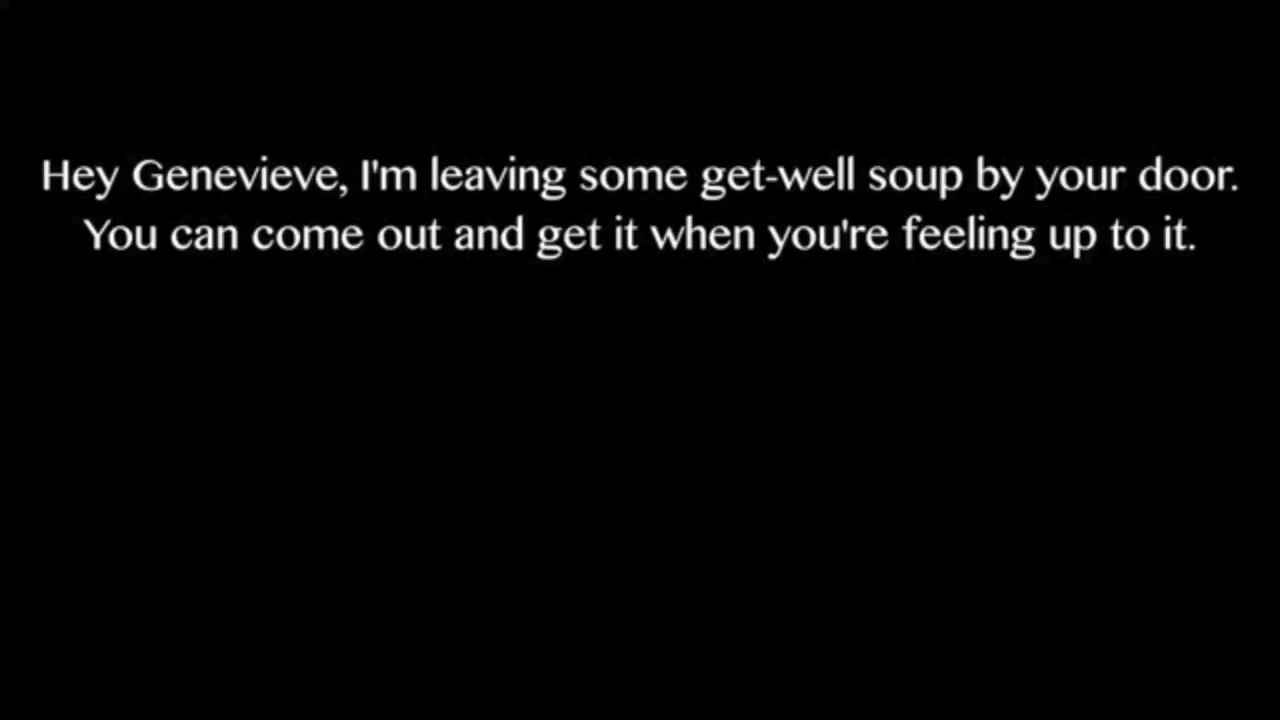 Hey Genevieve, I'm leaving some get-well soup by your door.
You can come out and get it when you're feeling up to it.